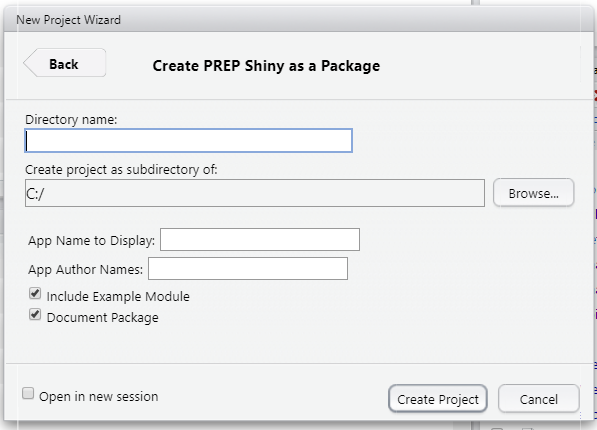 New Project Wizard
Back
Create PREP Shiny as a Package
Directory name:
Create project as subdirectory of:
C:/
Browse...
App Name to Display:
App Author Names:
Include Example Module
Document Package
Open in new session
Create Project
Cancel